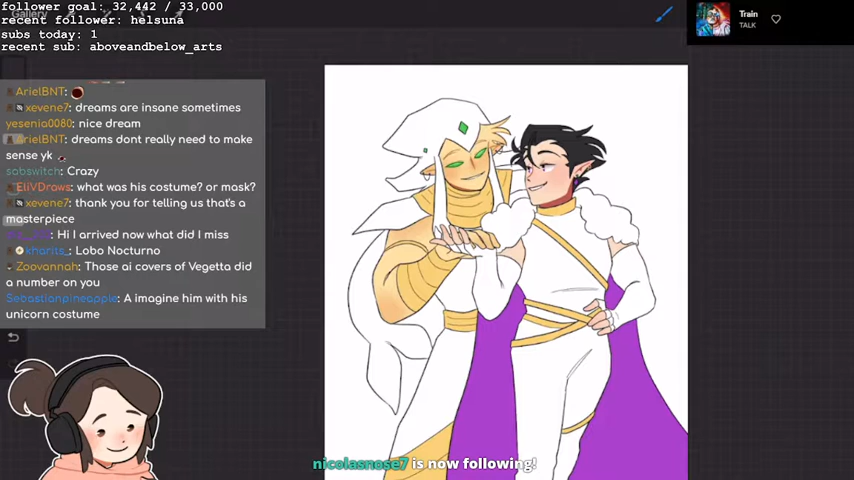 Gallery
follower goal: 32,442 / 33,000
recent follower: helsuna
subs today: 1
recent sub: aboveandbelow_arts
Train
TALK
ArielBNT:
xevene7: dreams are insane sometimes
yesenia0080: nice dream
ArielBNT: dreams dont really need to make
sense yk
sabswitch: Crazy
EliVDraws: what was his costume? or mask?
xevene7: thank you for telling us that's a
masterpiece
: Hi I arrived now what did I miss
kharits_: Lobo Nocturno
Zoovannah: Those ai covers of Vegetta did
a number on you
Sebastianpineapple: A imagine him with his
unicorn costume
nicolasnose7 is now following!